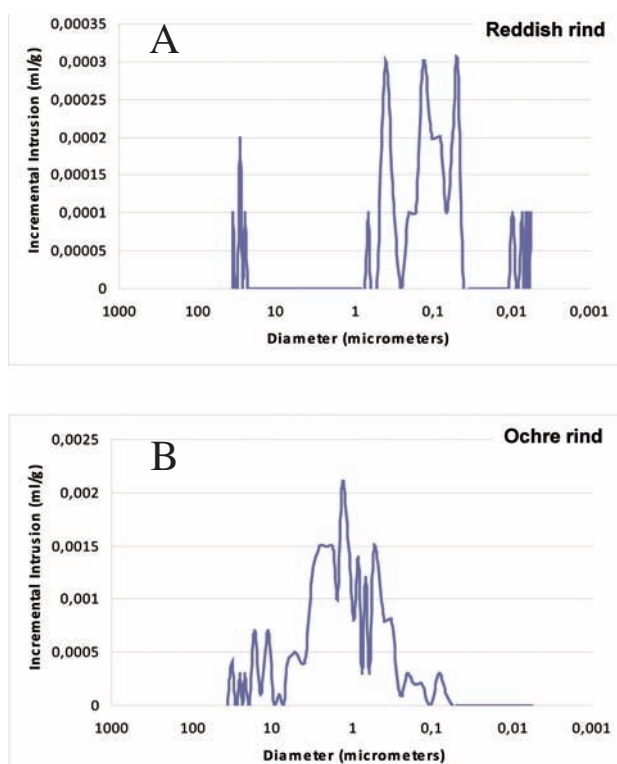 A
Reddish rind
Incremental Intrusion (ml/g)
0,00035
0,0003
0,00025
0,0002
0,00015
0,0001
0,00005
0
1000 100 10 1 0,1 0,01 0,001
Diameter (micrometers)
B
Ochre rind
Incremental Intrusion (ml/g)
0,0025
0,002
0,0015
0,001
0,0005
0
1000 100 10 1 0,1 0,01 0,001
Diameter (micrometers)